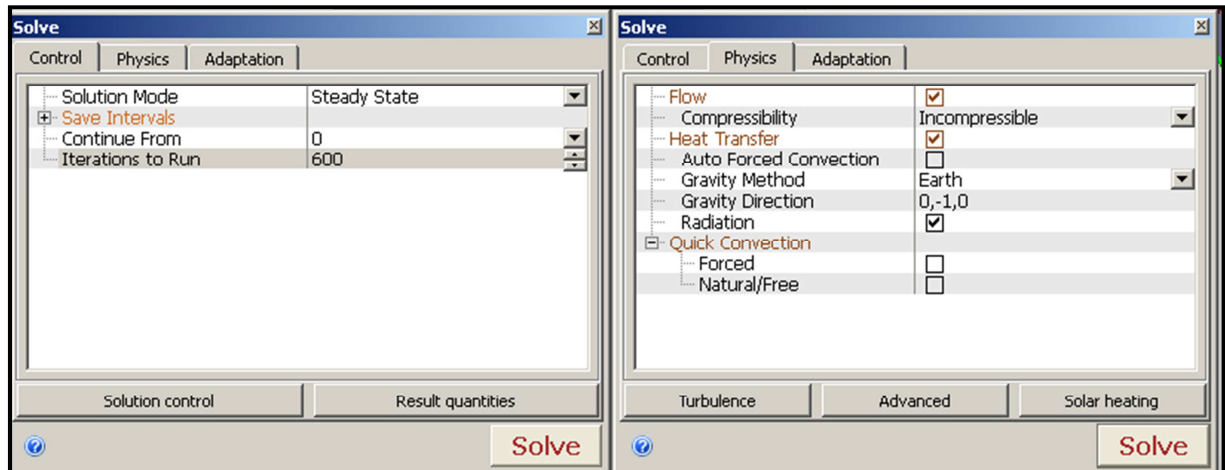 Solve
Control Physics Adaptation
Solution Mode Steady State
Save Intervals
Continue From 0
Iterations to Run 600
Solution control Result quantities
Solve
Solve
Control Physics Adaptation
Flow
Compressibility Incompressible
Heat Transfer
Auto Forced Convection
Gravity Method Earth
Gravity Direction 0,-1,0
Radiation
Quick Convection
Forced
Natural/Free
Turbulence Advanced Solar heating
Solve